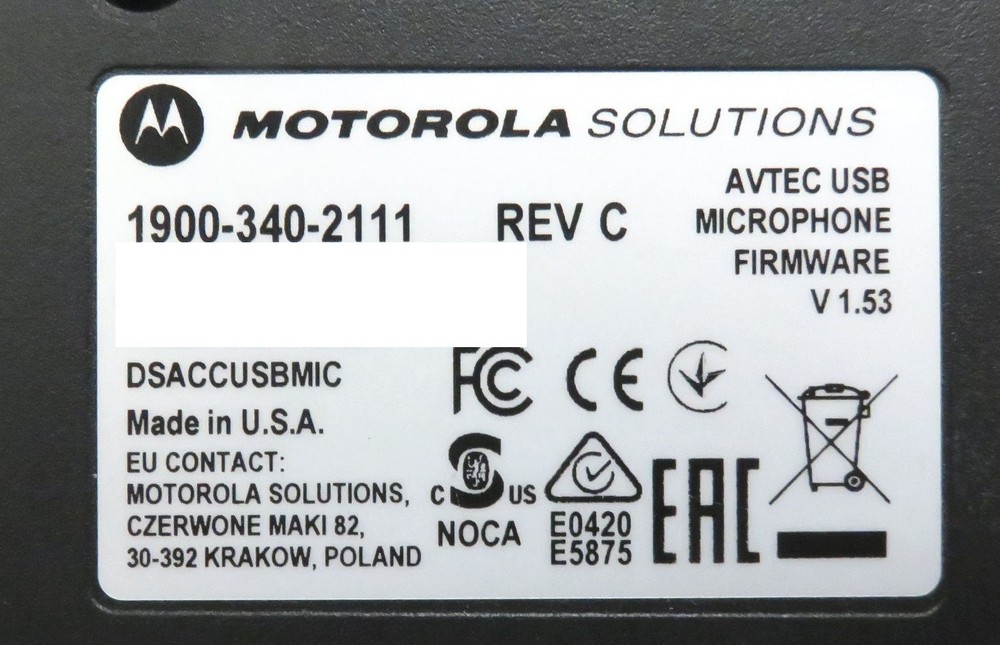 MOTOROLA SOLUTIONS
AVTEC USB
MICROPHONE
FIRMWARE
V 1.53
1900-340-2111 REV C
DSACCUSBMIC
Made in U.S.A.
EU CONTACT:
MOTOROLA SOLUTIONS,
CZERWONE MAKI 82,
30-392 KRAKOW, POLAND
FCC CE
C US
NOCA
E0420
E5875
EAC